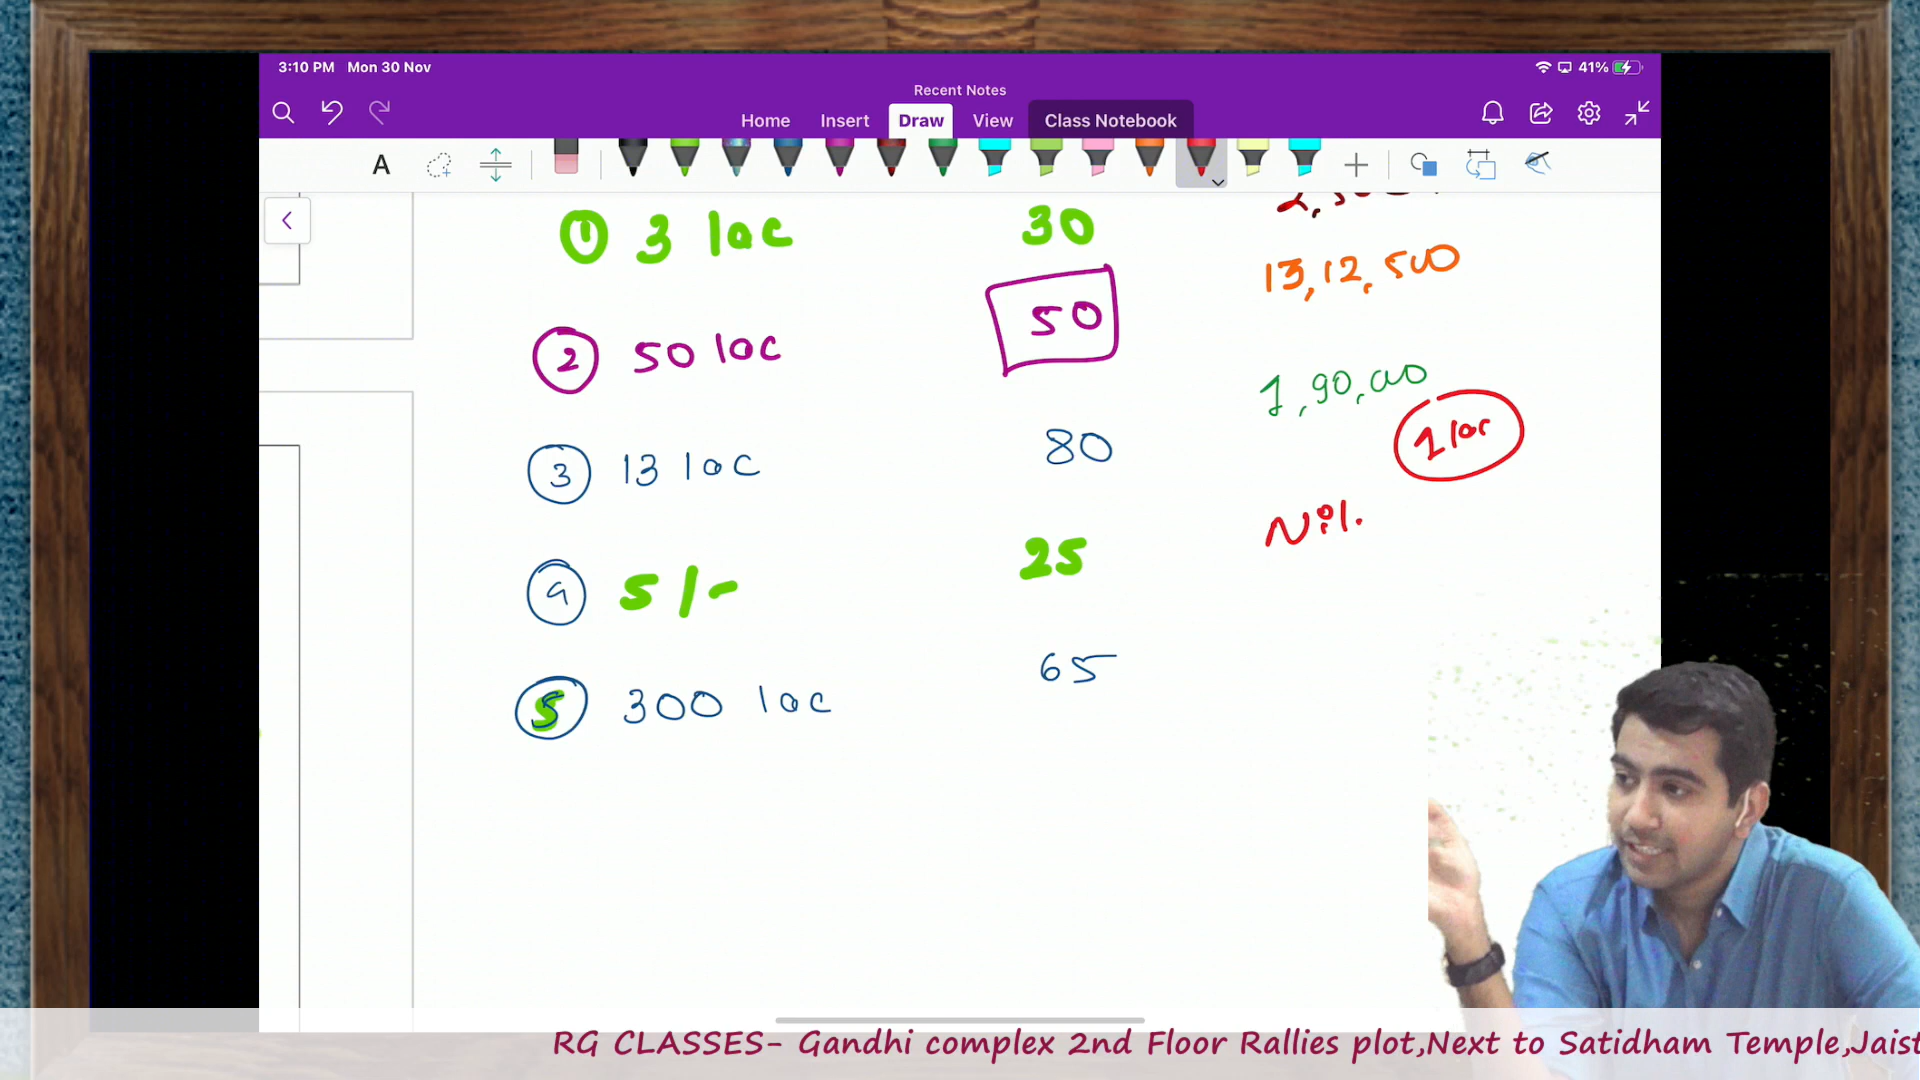 3:10 PM Mon 30 Nov
41%
Recent Notes
Home Insert Draw View Class Notebook
A
① 3 lac 30
13,12,500
② 50 lac 50
1,90,000
1 lac
③ 13 lac 80
Nil.
④ 5/- 25
⑤ 300 lac 65
RG CLASSES- Gandhi complex 2nd Floor Rallies plot,Next to Satidham Temple,Jaist